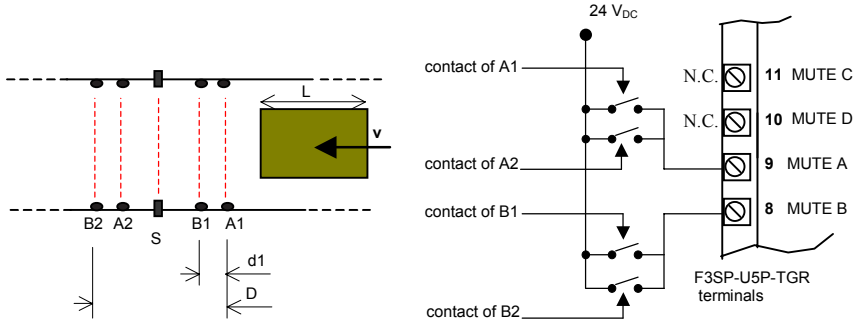 L
v
B2 A2 S B1 A1
d1
D
24 VDC
contact of A1
contact of A2
contact of B1
contact of B2
N.C. 11 MUTE C
N.C. 10 MUTE D
9 MUTE A
8 MUTE B
F3SP-U5P-TGR
terminals